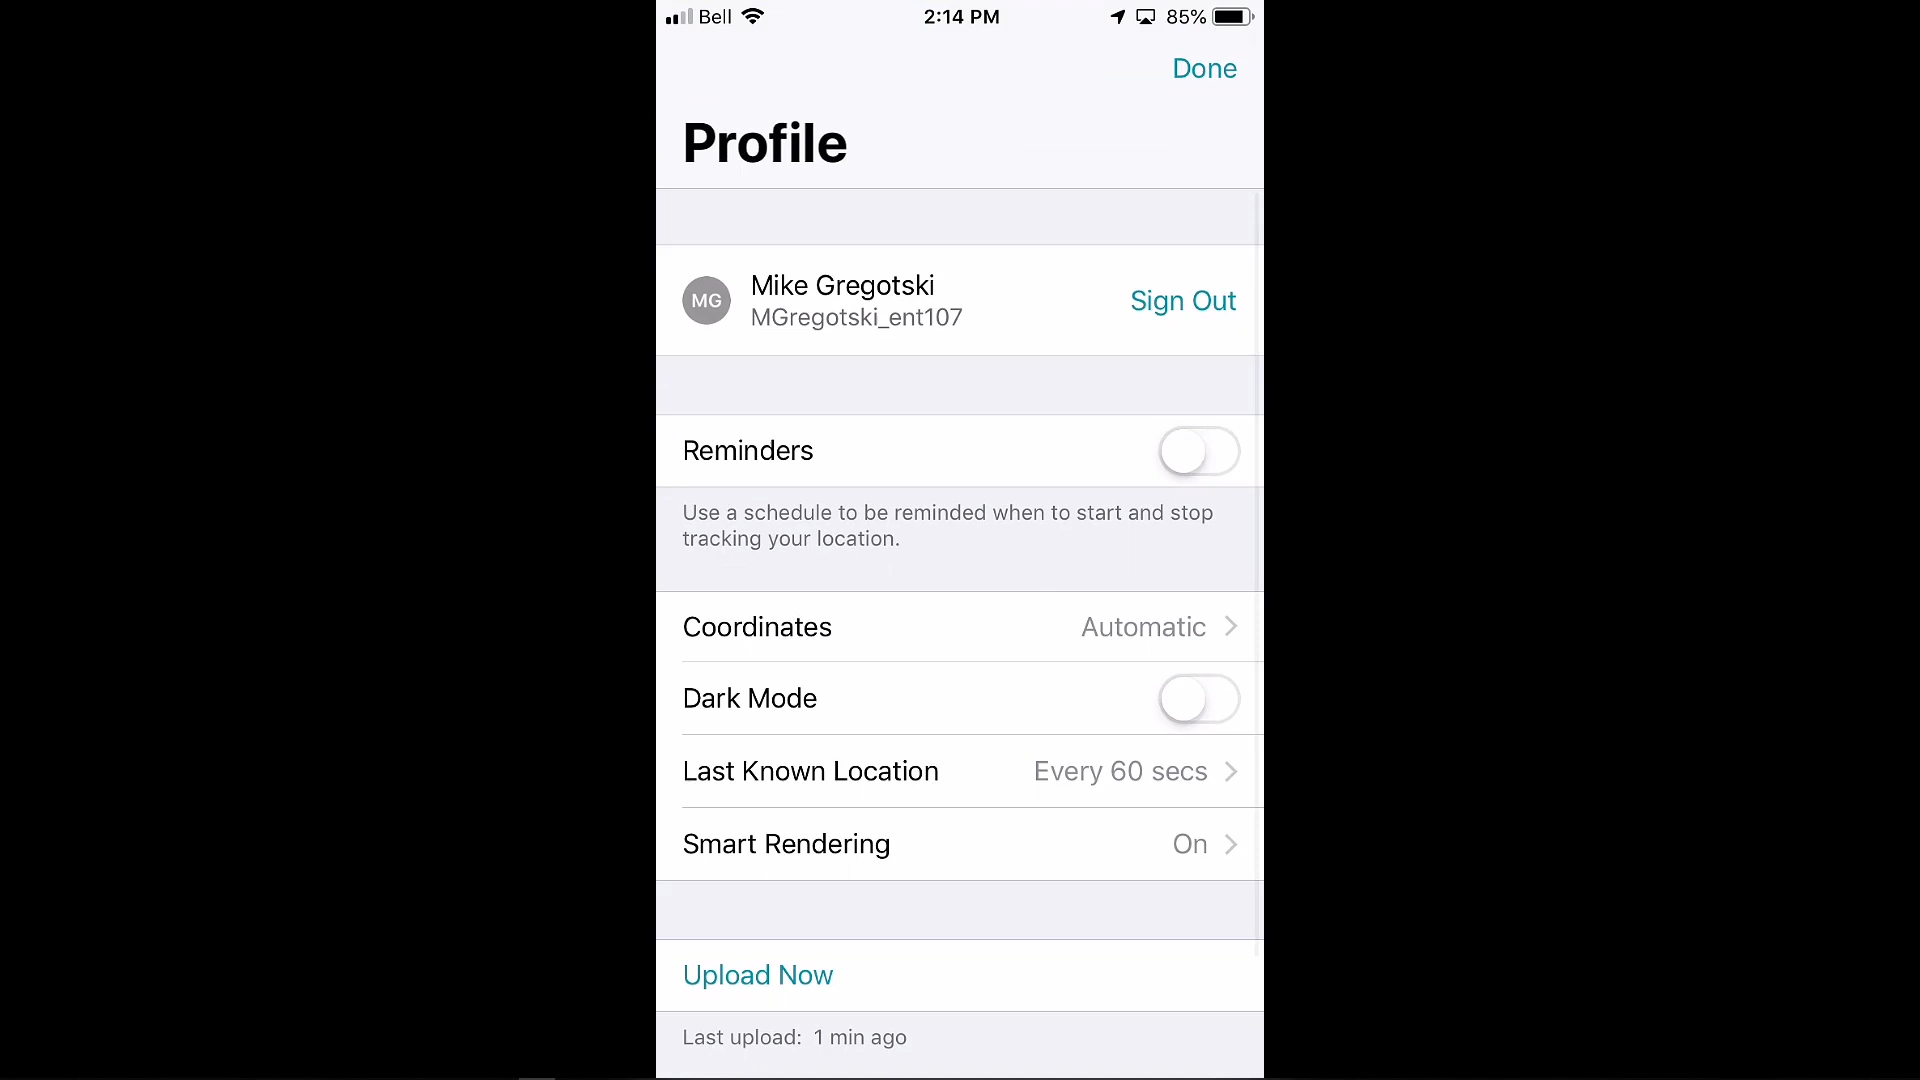 Bell 2:14 PM 85%
Done
Profile
MG
Mike Gregotski
MGregotski_ent107
Sign Out
Reminders
Use a schedule to be reminded when to start and stop
tracking your location.
Coordinates Automatic
Dark Mode
Last Known Location Every 60 secs
Smart Rendering On
Upload Now
Last upload: 1 min ago